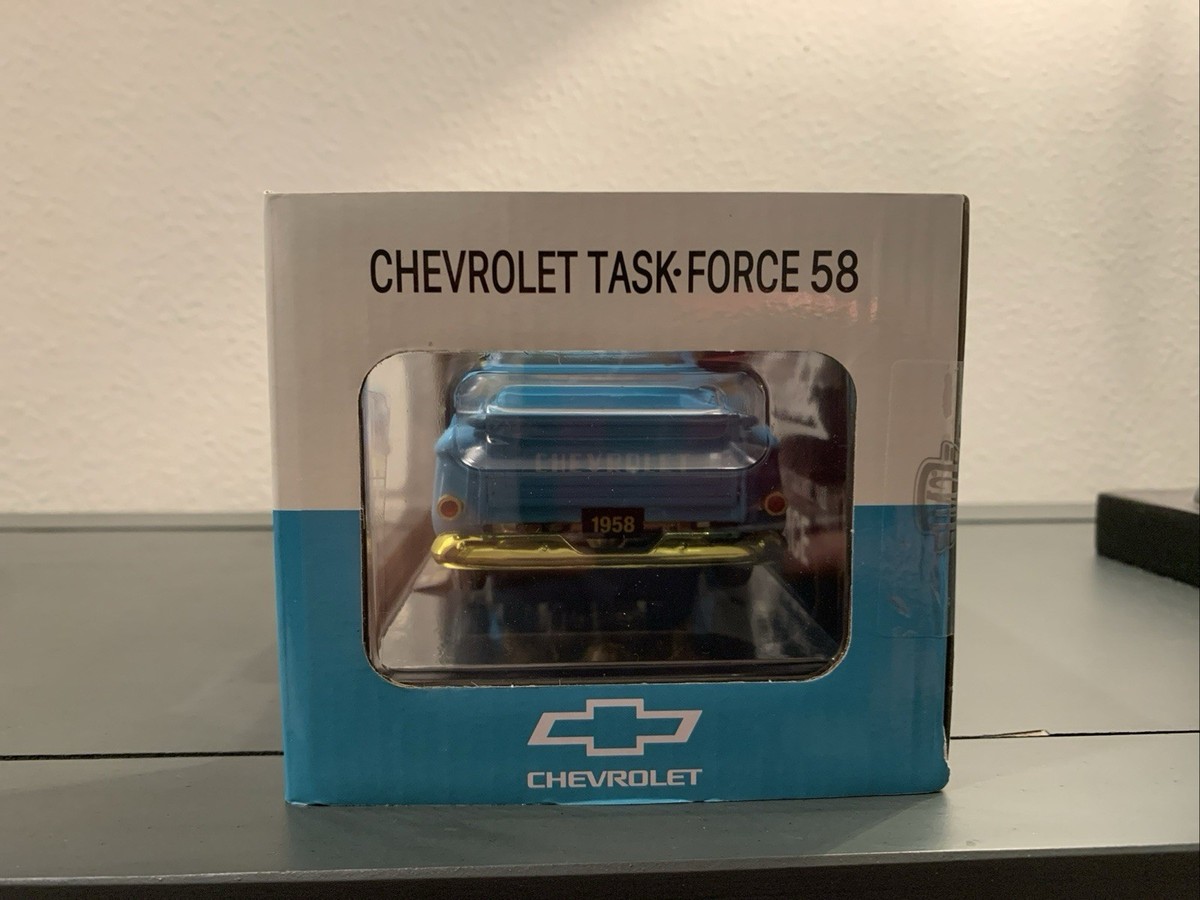 CHEVROLET TASK·FORCE 58
CHEVROLET
1958
CHEVROLET